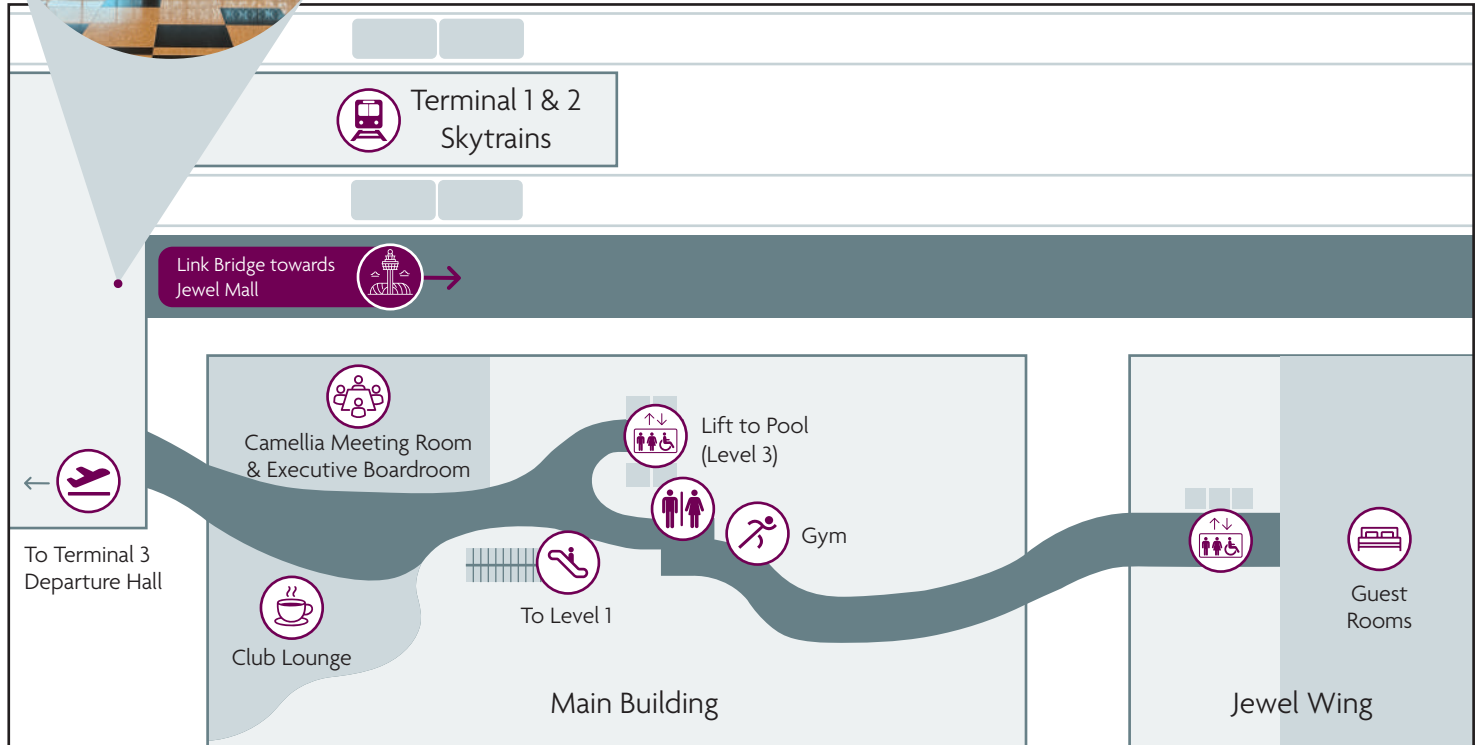 Terminal 1 & 2
Skytrains
Link Bridge towards
Jewel Mall
Camellia Meeting Room
& Executive Boardroom
Lift to Pool
(Level 3)
Gym
To Terminal 3
Departure Hall
To Level 1
Guest
Rooms
Club Lounge
Main Building
Jewel Wing